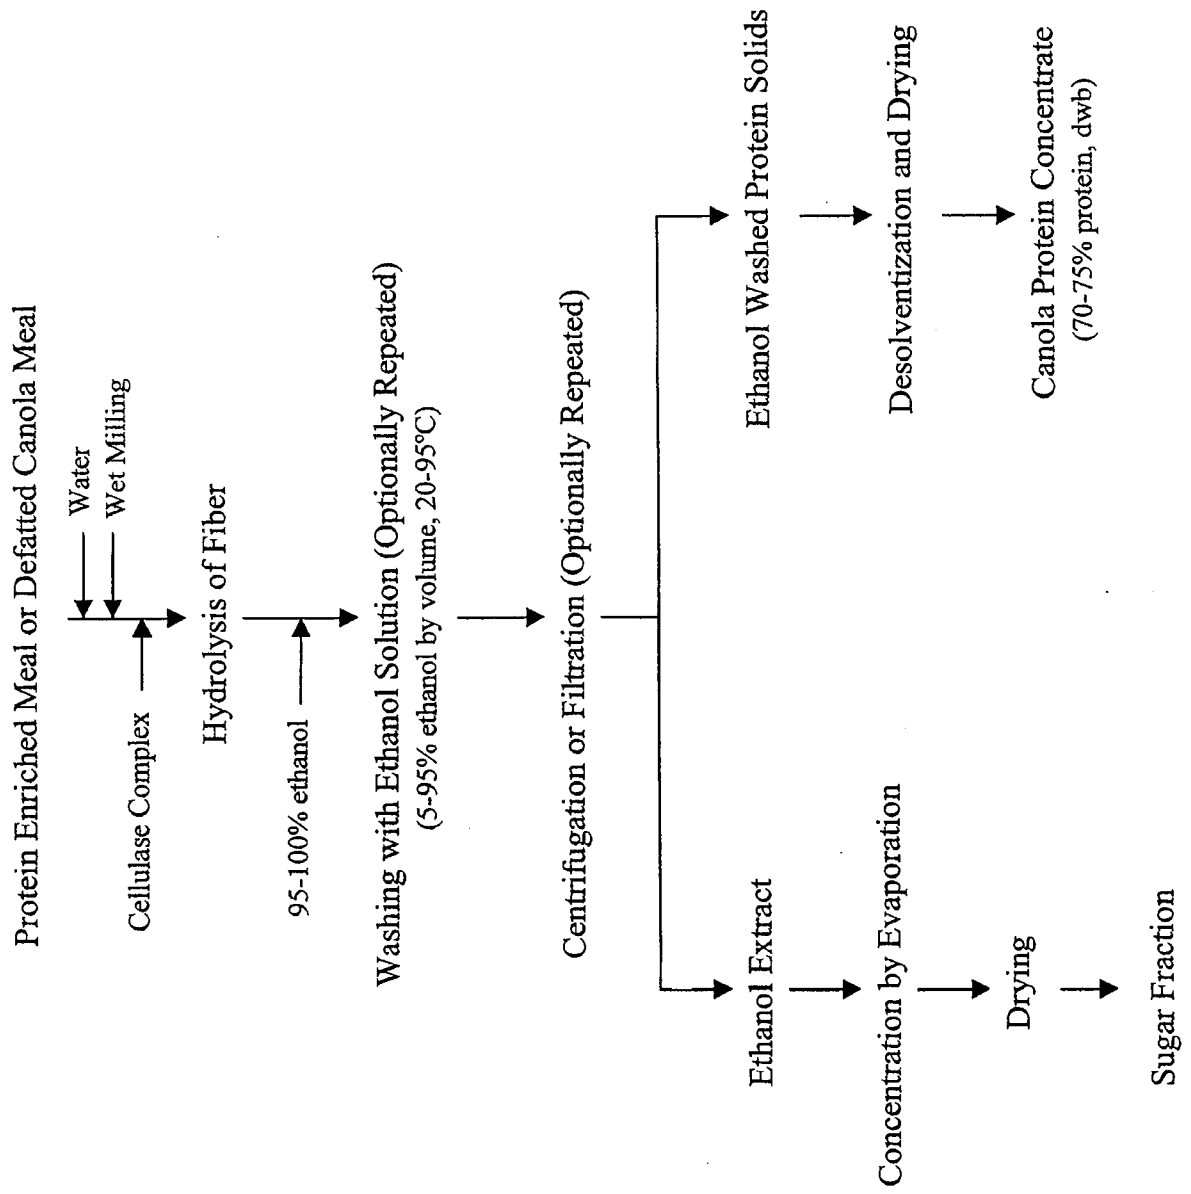 Protein Enriched Meal or Defatted Canola Meal
Water
Wet Milling
Cellulase Complex
Hydrolysis of Fiber
95-100% ethanol
Washing with Ethanol Solution (Optionally Repeated)
(5-95% ethanol by volume, 20-95°C)
Centrifugation or Filtration (Optionally Repeated)
Ethanol Extract
Concentration by Evaporation
Drying
Sugar Fraction
Ethanol Washed Protein Solids
Desolventization and Drying
Canola Protein Concentrate
(70-75% protein, dwb)